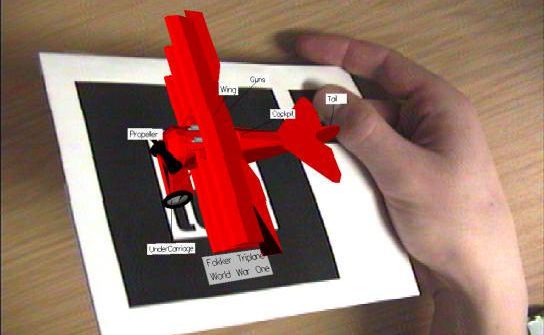 Guns
Wing
Tail
Cockpit
Propeller
UnderCarriage
Fokker Triplane
World War One